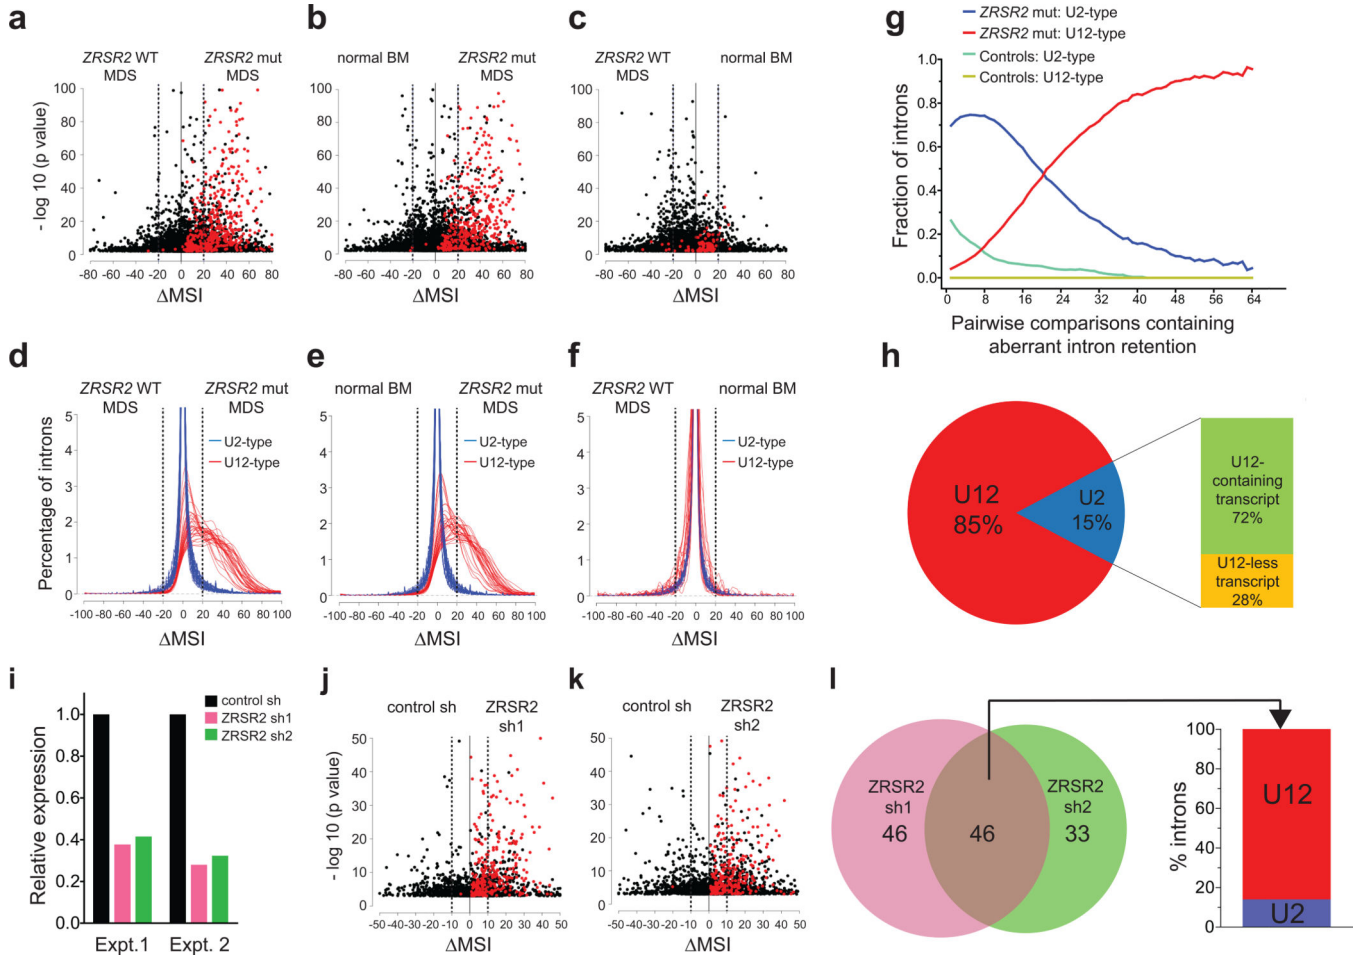 a
ZRSR2 WT
MDS
ZRSR2 mut
MDS
- log 10 (p value)
100
80
60
40
20
0
-80 -60 -40 -20 0 20 40 60 80
ΔMSI
b
normal BM
ZRSR2 mut
MDS
100
80
60
40
20
0
-80 -60 -40 -20 0 20 40 60 80
ΔMSI
c
ZRSR2 WT
MDS
normal BM
100
80
60
40
20
0
-80 -60 -40 -20 0 20 40 60 80
ΔMSI
g
ZRSR2 mut: U2-type
ZRSR2 mut: U12-type
Controls: U2-type
Controls: U12-type
Fraction of introns
1.0
0.8
0.6
0.4
0.2
0.0
0 8 16 24 32 40 48 56 64
Pairwise comparisons containing
aberrant intron retention
d
ZRSR2 WT
MDS
ZRSR2 mut
MDS
U2-type
U12-type
Percentage of introns
5
4
3
2
1
0
-100 -80 -60 -40 -20 0 20 40 60 80 100
ΔMSI
e
normal BM
ZRSR2 mut
MDS
U2-type
U12-type
5
4
3
2
1
0
-100 -80 -60 -40 -20 0 20 40 60 80 100
ΔMSI
f
ZRSR2 WT
MDS
normal BM
U2-type
U12-type
5
4
3
2
1
0
-100 -80 -60 -40 -20 0 20 40 60 80 100
ΔMSI
h
U12
85%
U2
15%
U12-
containing
transcript
72%
U12-less
transcript
28%
i
control sh
ZRSR2 sh1
ZRSR2 sh2
Relative expression
1.0
0.8
0.6
0.4
0.2
0.0
Expt.1 Expt. 2
j
control sh
ZRSR2
sh1
- log 10 (p value)
50
40
30
20
10
0
-50 -40 -30 -20 -10 0 10 20 30 40 50
ΔMSI
k
control sh
ZRSR2
sh2
50
40
30
20
10
0
-50 -40 -30 -20 -10 0 10 20 30 40 50
ΔMSI
l
ZRSR2
sh1
46
46
ZRSR2
sh2
33
% introns
100
80
60
40
20
0
U12
U2